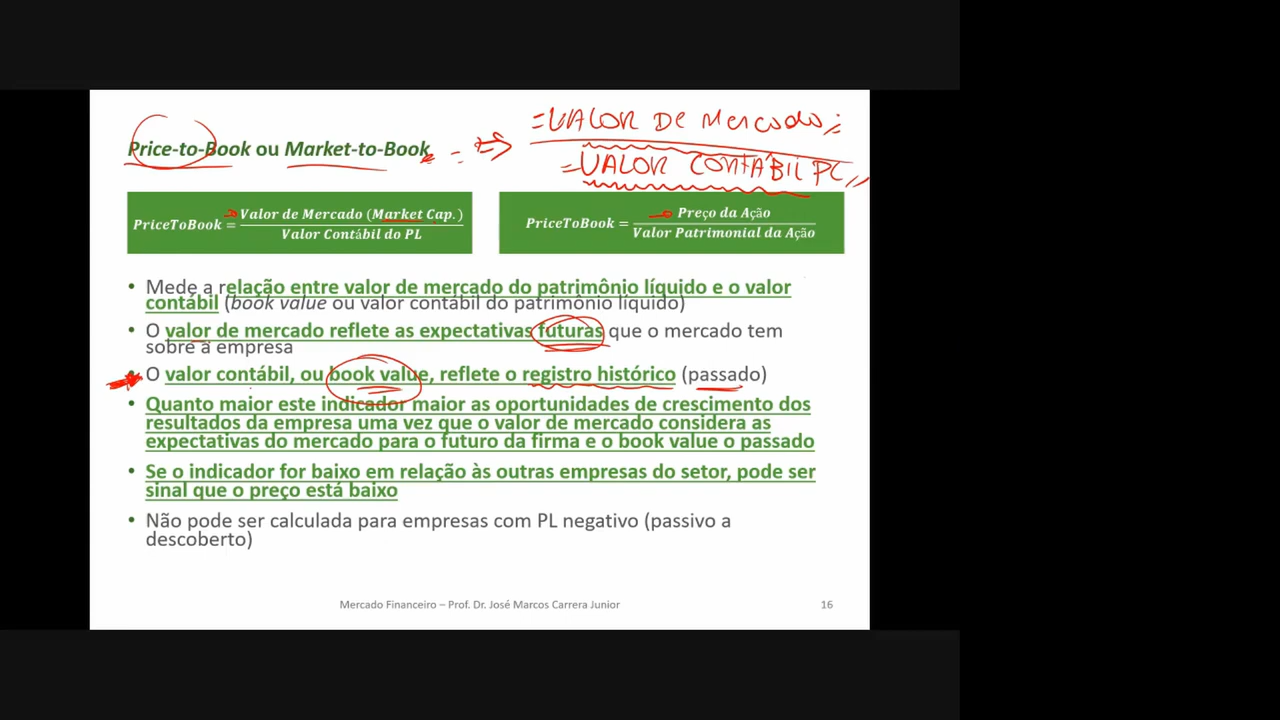 Price-to-Book ou Market-to-Book
=VALOR DE MERCADO
=VALOR CONTÁBIL PL
PriceToBook = Valor de Mercado (Market Cap.)
Valor Contábil do PL
PriceToBook = Preço da Ação
Valor Patrimonial da Ação
• Mede a relação entre valor de mercado do patrimônio líquido e o valor
contábil (book value ou valor contábil do patrimônio líquido)
• O valor de mercado reflete as expectativas futuras que o mercado tem
sobre a empresa
• O valor contábil, ou book value, reflete o registro histórico (passado)
• Quanto maior este indicador maior as oportunidades de crescimento dos
resultados da empresa uma vez que o valor de mercado considera as
expectativas do mercado para o futuro da firma e o book value o passado
• Se o indicador for baixo em relação às outras empresas do setor, pode ser
sinal que o preço está baixo
• Não pode ser calculada para empresas com PL negativo (passivo a
descoberto)
Mercado Financeiro – Prof. Dr. José Marcos Carrera Junior
16